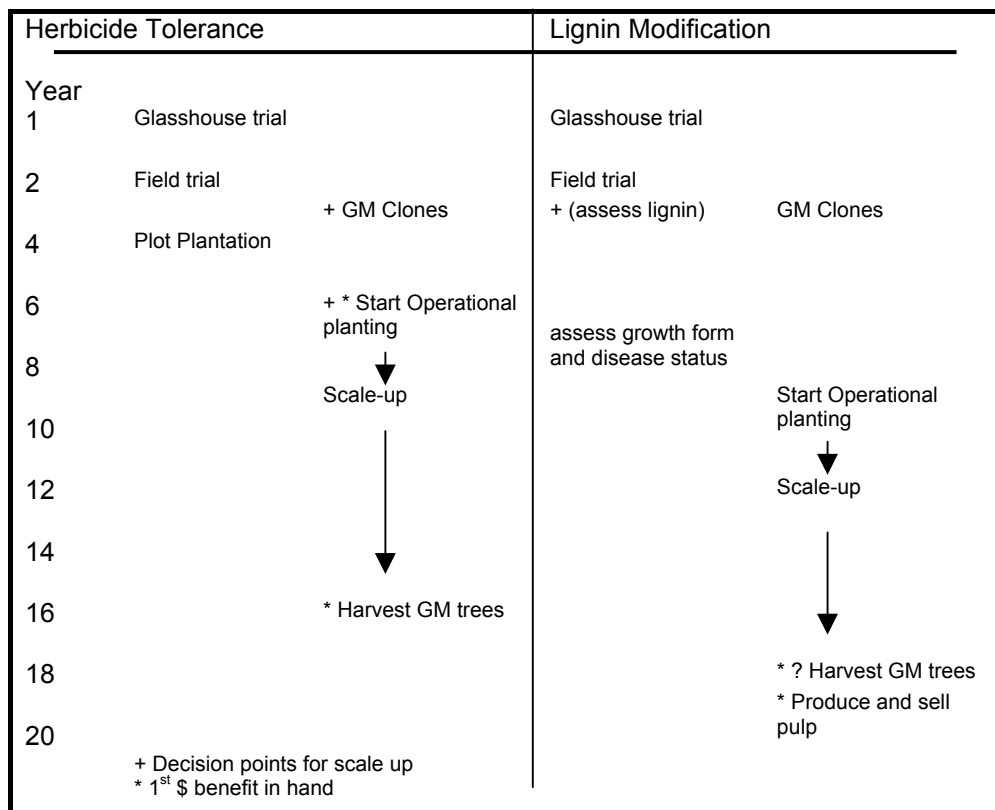 Herbicide Tolerance Lignin Modification
Year
1 Glasshouse trial Glasshouse trial
2 Field trial Field trial
+ GM Clones + (assess lignin) GM Clones
4 Plot Plantation
6 + * Start Operational
planting assess growth form
8 and disease status
Scale-up Start Operational
10 planting
12 Scale-up
14
16 * Harvest GM trees
18 * ? Harvest GM trees
* Produce and sell
20 pulp
+ Decision points for scale up
* 1st $ benefit in hand